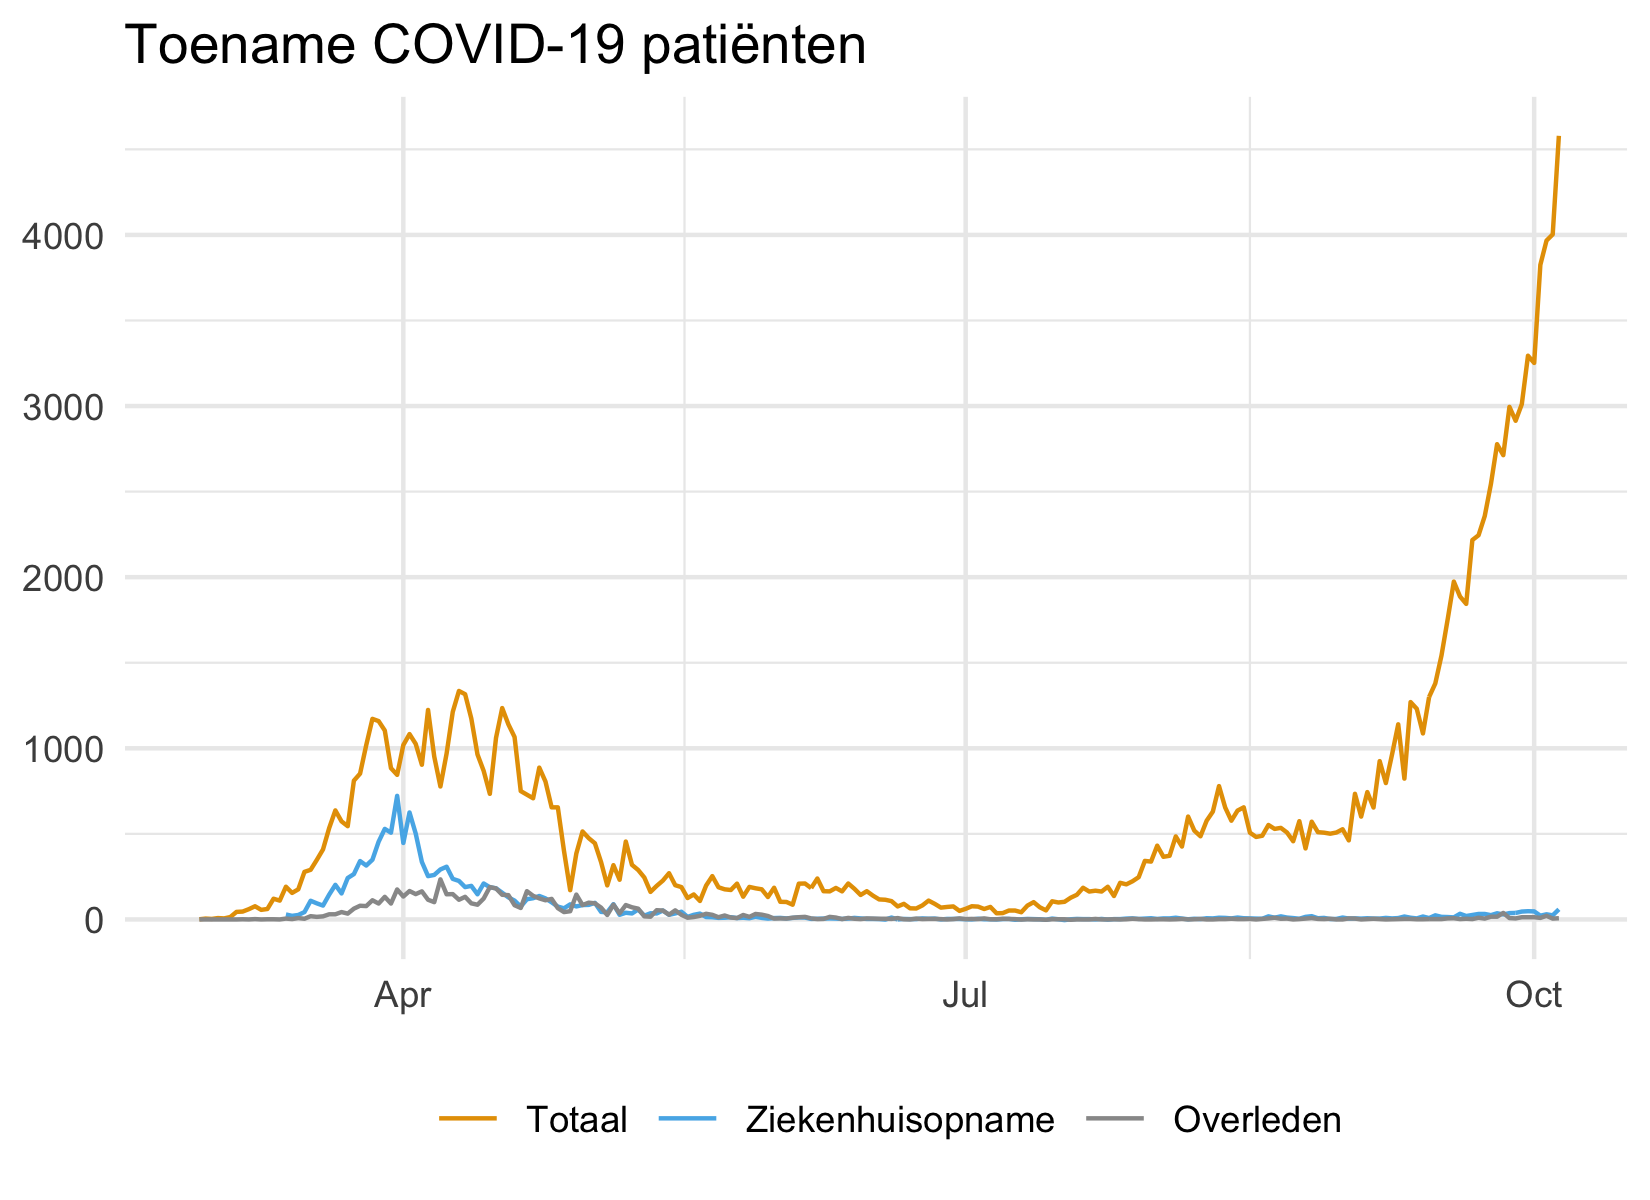 Toename COVID-19 patiënten
4000
3000
2000
1000
0
Apr Jul Oct
Totaal Ziekenhuisopname Overleden